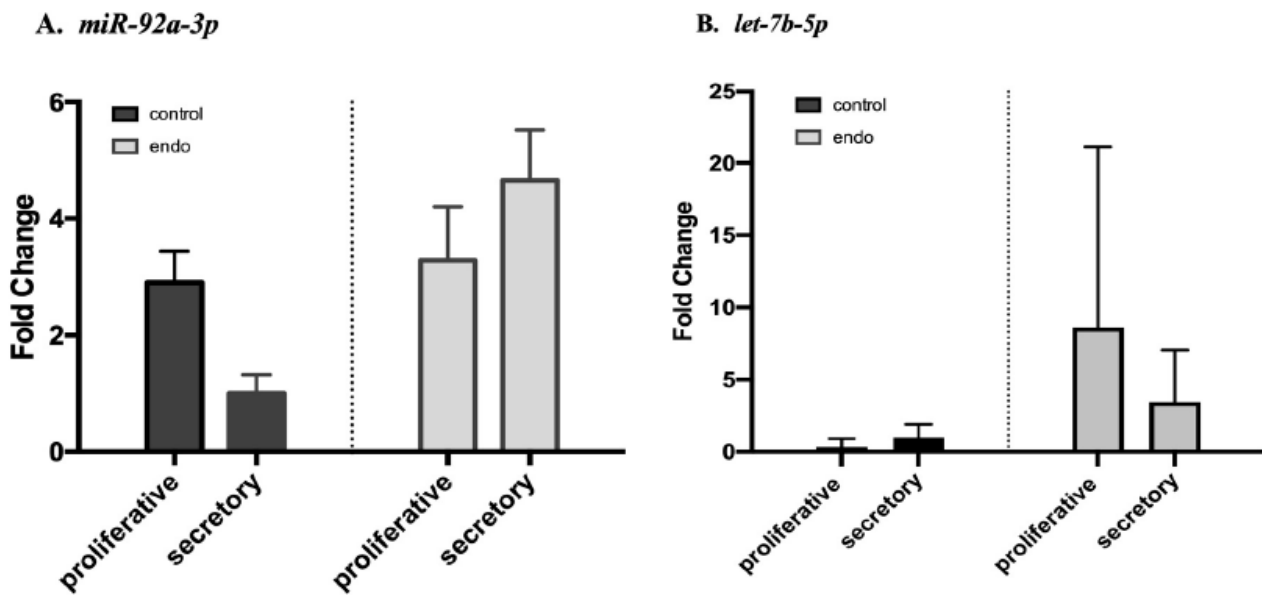 A. miR-92a-3p
6
4
2
0
Fold Change
control
endo
proliferative
secretory
proliferative
secretory
B. let-7b-5p
25
20
15
10
5
0
Fold Change
control
endo
proliferative
secretory
proliferative
secretory